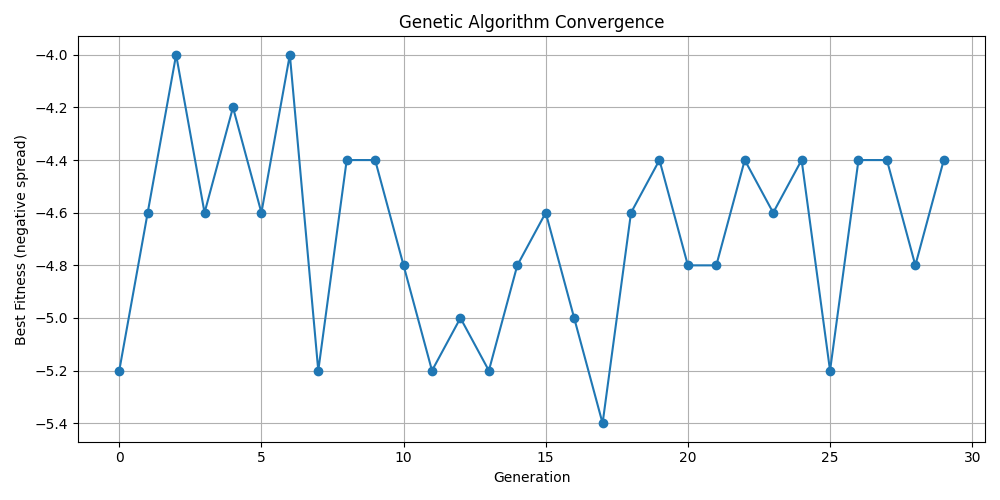 Genetic Algorithm Convergence
Best Fitness (negative spread)
−4.0
−4.2
−4.4
−4.6
−4.8
−5.0
−5.2
−5.4
0 5 10 15 20 25 30
Generation